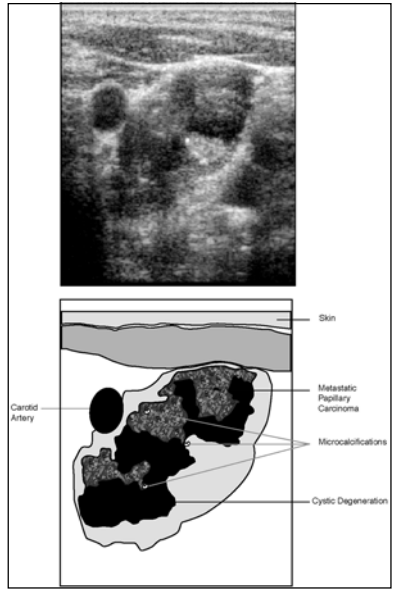 Skin
Metastatic
Papillary
Carcinoma
Carotid
Artery
Microcalcifications
Cystic Degeneration